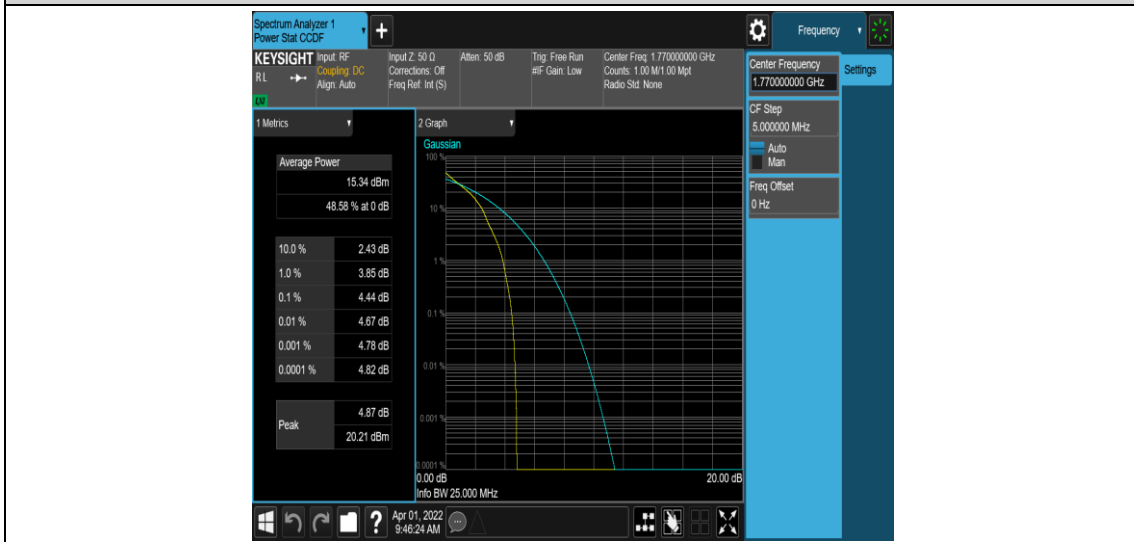 Spectrum Analyzer 1
Power Stat CCDF
Frequency
KEYSIGHT
RL
Input: RF
Coupling: DC
Align: Auto
Input Z: 50 Ω
Corrections: Off
Freq Ref: Int (S)
Atten: 50 dB
Trig: Free Run
#IF Gain: Low
Center Freq: 1.770000000 GHz
Counts: 1.00 M/1.00 Mpt
Radio Std: None
Center Frequency
1.770000000 GHz
Settings
CF Step
5.000000 MHz
Auto
Man
Freq Offset
0 Hz
1 Metrics
Average Power
15.34 dBm
48.58 % at 0 dB
10.0 % 2.43 dB
1.0 % 3.85 dB
0.1 % 4.44 dB
0.01 % 4.67 dB
0.001 % 4.78 dB
0.0001 % 4.82 dB
Peak
4.87 dB
20.21 dBm
2 Graph
Gaussian
100 %
10 %
1 %
0.1 %
0.01 %
0.001 %
0.0001 %
0.00 dB 20.00 dB
Info BW 25.000 MHz
Apr 01, 2022
9:46:24 AM